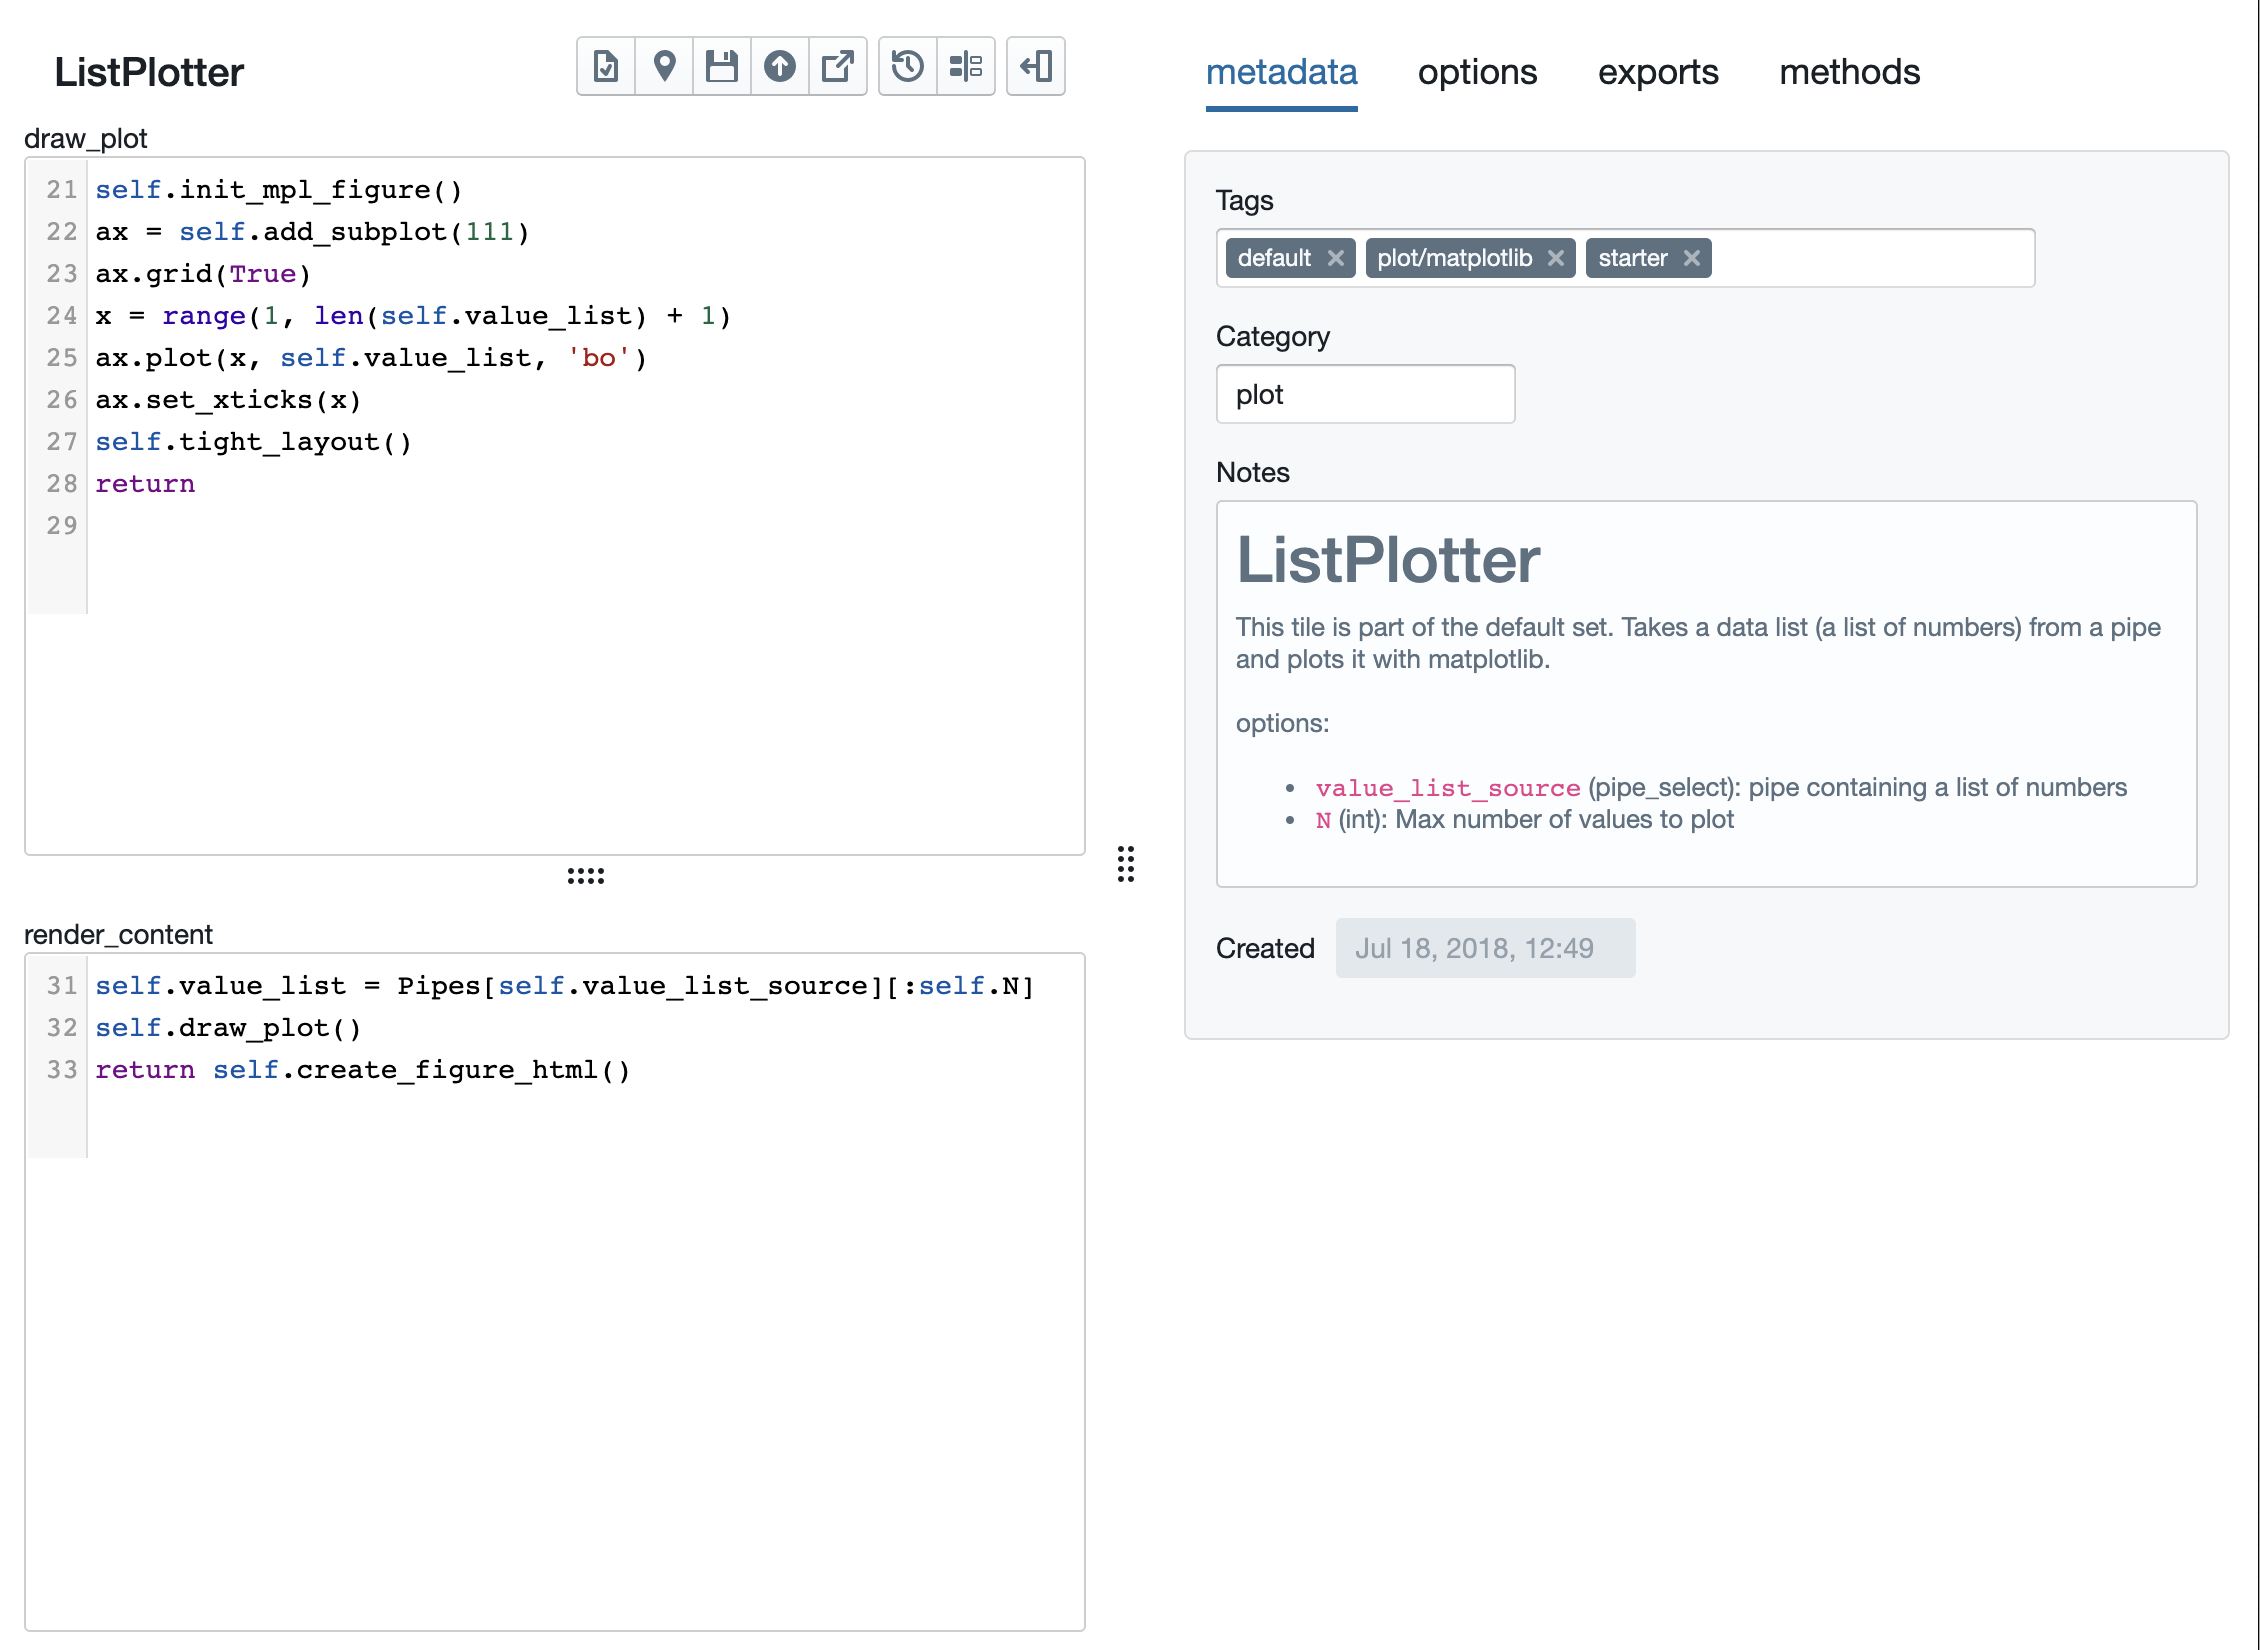 ListPlotter
draw_plot
21 self.init_mpl_figure()
22 ax = self.add_subplot(111)
23 ax.grid(True)
24 x = range(1, len(self.value_list) + 1)
25 ax.plot(x, self.value_list, 'bo')
26 ax.set_xticks(x)
27 self.tight_layout()
28 return
29
render_content
31 self.value_list = Pipes[self.value_list_source][:self.N]
32 self.draw_plot()
33 return self.create_figure_html()
metadata options exports methods
Tags
default plot/matplotlib starter
Category
plot
Notes
ListPlotter
This tile is part of the default set. Takes a data list (a list of numbers) from a pipe
and plots it with matplotlib.
options:
• value_list_source (pipe_select): pipe containing a list of numbers
• N (int): Max number of values to plot
Created Jul 18, 2018, 12:49